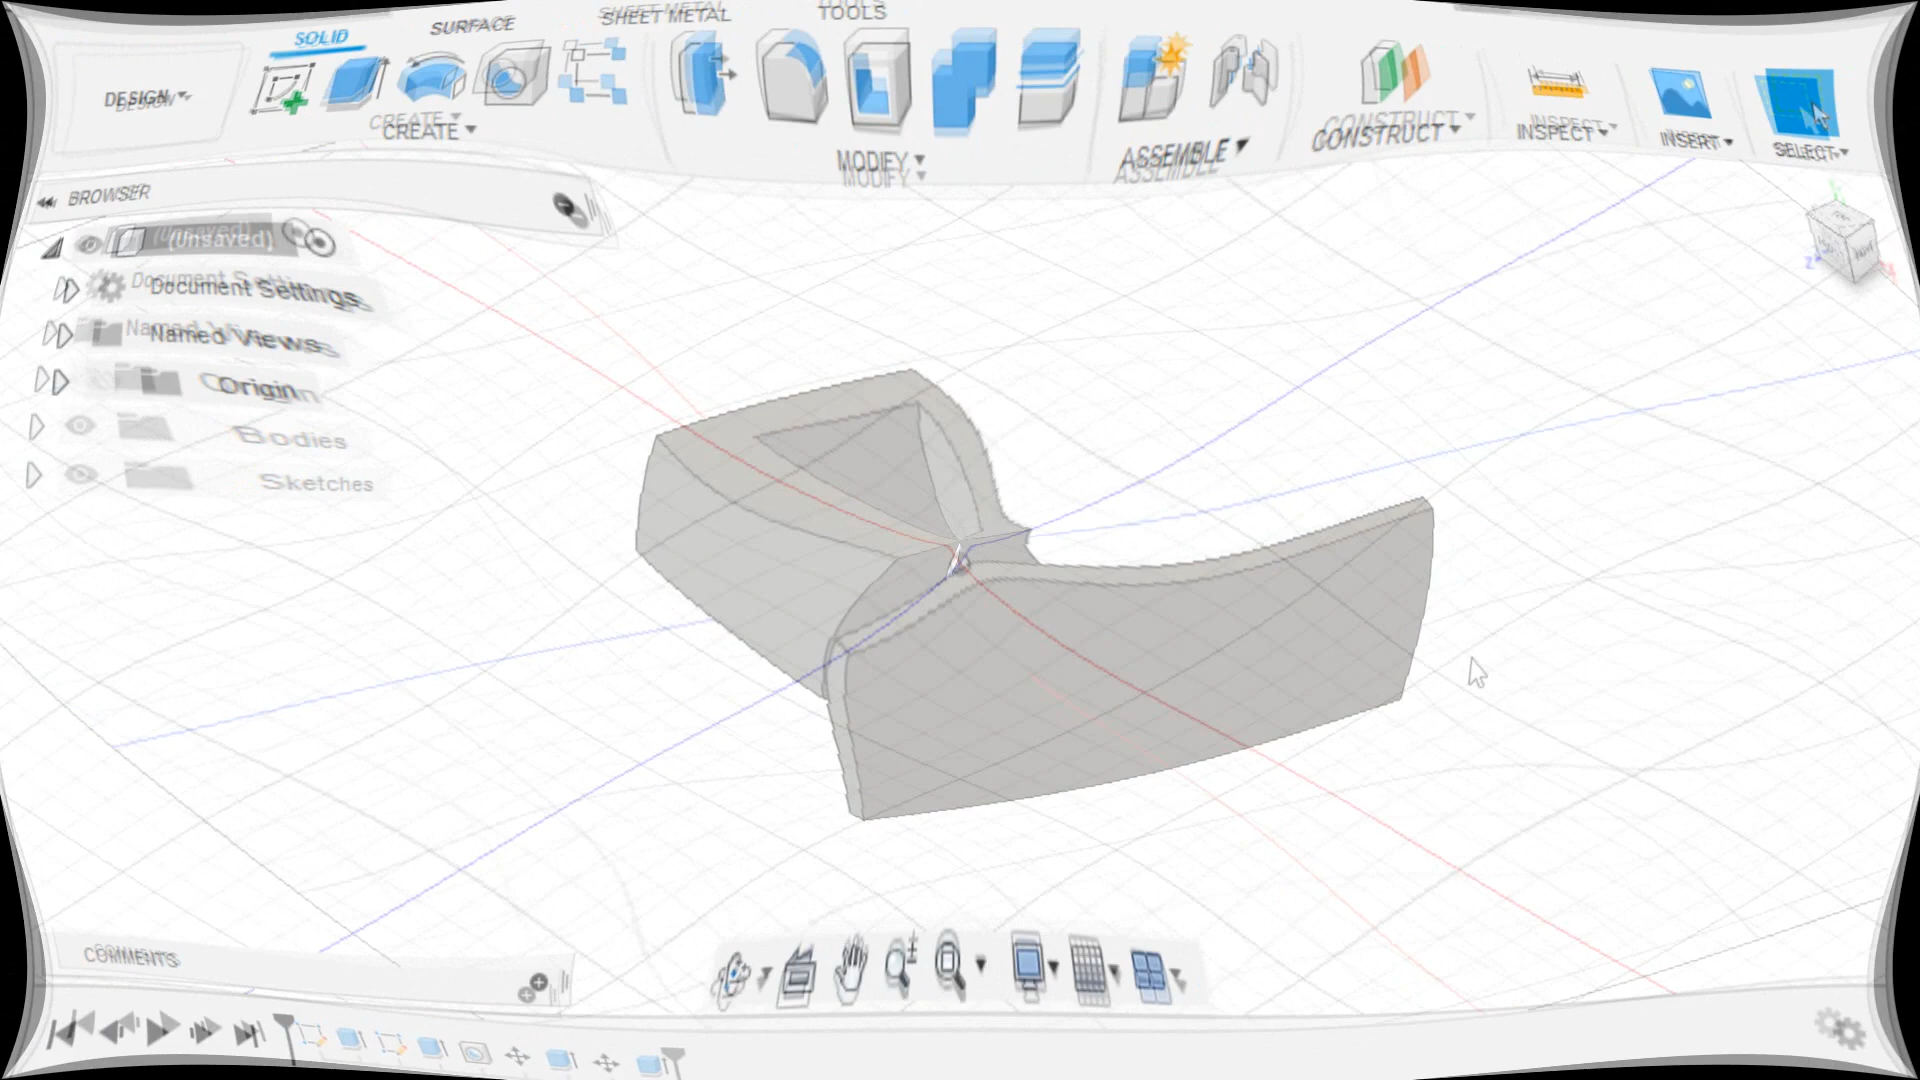 SOLID
SURFACE
SHEET METAL
TOOLS
DESIGN
CREATE
MODIFY
ASSEMBLE
CONSTRUCT
INSPECT
INSERT
SELECT
BROWSER
(Unsaved)
Document Settings
Named Views
Origin
Bodies
Sketches
TOP
COMMENTS